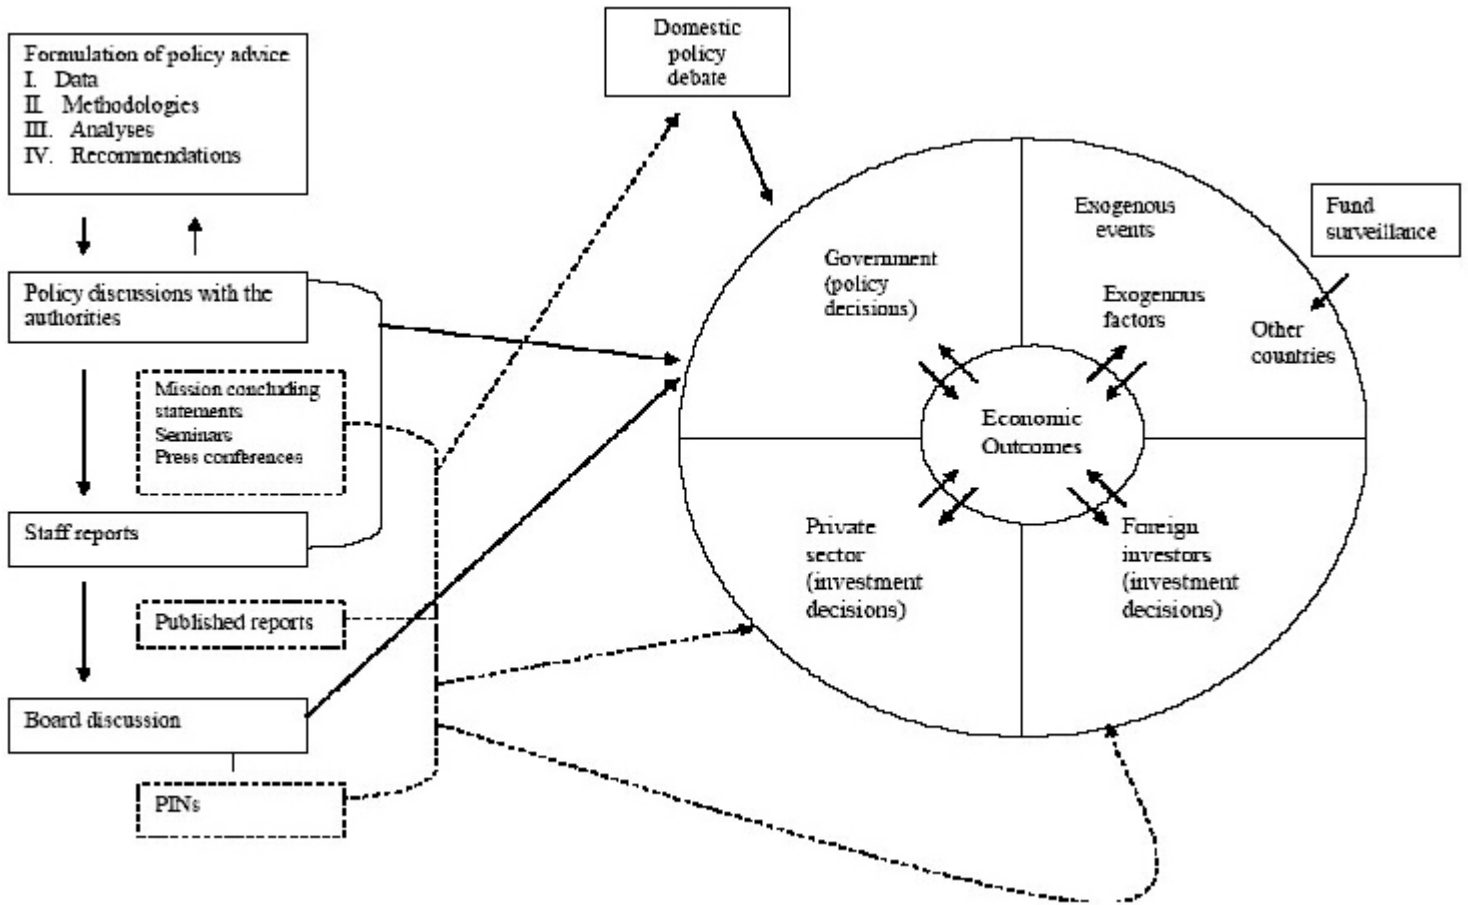 Formulation of policy advice
I. Data
II. Methodologies
III. Analyses
IV. Recommendations
Policy discussions with the
authorities
Mission concluding
statements
Seminars
Press conferences
Staff reports
Published reports
Board discussion
PINs
Domestic
policy
debate
Government
(policy
decisions)
Exogenous
events
Exogenous
factors
Other
countries
Fund
surveillance
Economic
Outcomes
Private
sector
(investment
decisions)
Foreign
investors
(investment
decisions)